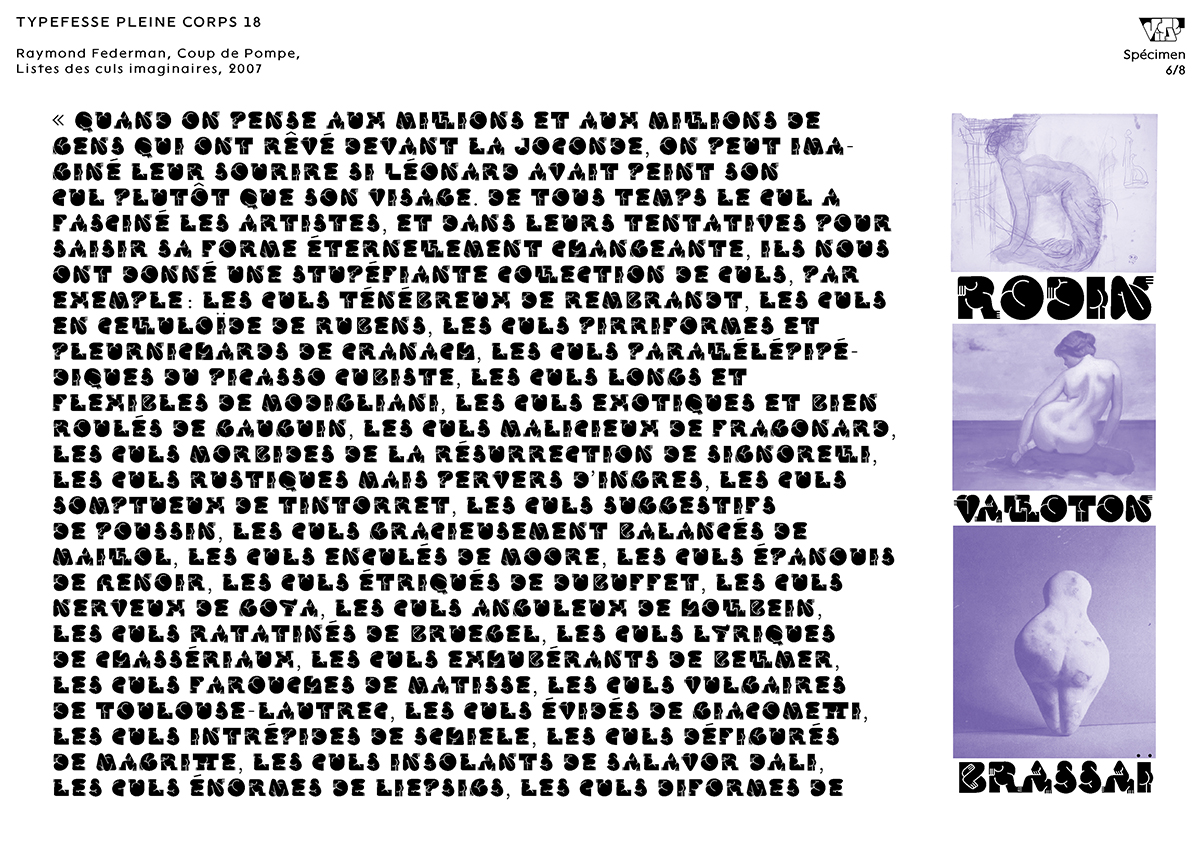 TYPEFESSE PLEINE CORPS 18
Raymond Federman, Coup de Pompe,
Listes des culs imaginaires, 2007
VTP
Spécimen
6/8
« QUAND ON PENSE AUX MILLIONS ET AUX MILLIONS DE
GENS QUI ONT RÊVÉ DEVANT LA JOCONDE, ON PEUT IMA-
GINÉ LEUR SOURIRE SI LÉONARD AVAIT PEINT SON
CUL PLUTÔT QUE SON VISAGE. DE TOUS TEMPS LE CUL A
FASCINÉ LES ARTISTES, ET DANS LEURS TENTATIVES POUR
SAISIR SA FORME ÉTERNELLEMENT CHANGEANTE, ILS NOUS
ONT DONNÉ UNE STUPÉFIANTE COLLECTION DE CULS, PAR
EXEMPLE : LES CULS TÉNÉBREUX DE REMBRANDT, LES CULS
EN CELLULOÏDE DE RUBENS, LES CULS PIRRIFORMES ET
PLEURNICHARDS DE CRANACH, LES CULS PARALLÉLÉPIPÉ-
DIQUES DU PICASSO CUBISTE, LES CULS LONGS ET
FLEXIBLES DE MODIGLIANI, LES CULS EXOTIQUES ET BIEN
ROULÉS DE GAUGUIN, LES CULS MALICIEUX DE FRAGONARD,
LES CULS MORBIDES DE LA RÉSURRECTION DE SIGNORELLI,
LES CULS RUSTIQUES MAIS PERVERS D'INGRES, LES CULS
SOMPTUEUX DE TINTORRET, LES CULS SUGGESTIFS
DE POUSSIN, LES CULS GRACIEUSEMENT BALANCÉS DE
MAILLOL, LES CULS ENCULÉS DE MOORE, LES CULS ÉPANOUIS
DE RENOIR, LES CULS ÉTRIQUÉS DE DUBUFFET, LES CULS
NERVEUX DE GOYA, LES CULS ANGULEUX DE HOLLBEIN,
LES CULS RATATINÉS DE BRUEGEL, LES CULS LYRIQUES
DE CHASSÉRIAUX, LES CULS EXHUBÉRANTS DE BELLMER,
LES CULS FAROUCHES DE MATISSE, LES CULS VULGAIRES
DE TOULOUSE-LAUTREC, LES CULS ÉVIDÉS DE GIACOMETTI,
LES CULS INTRÉPIDES DE SCHIELE, LES CULS DÉFIGURÉS
DE MAGRITTE, LES CULS INSOLANTS DE SALAVOR DALI,
LES CULS ÉNORMES DE LIEPSIGS, LES CULS DIFORMES DE
RODIN
VALLOTON
BRASSAÏ